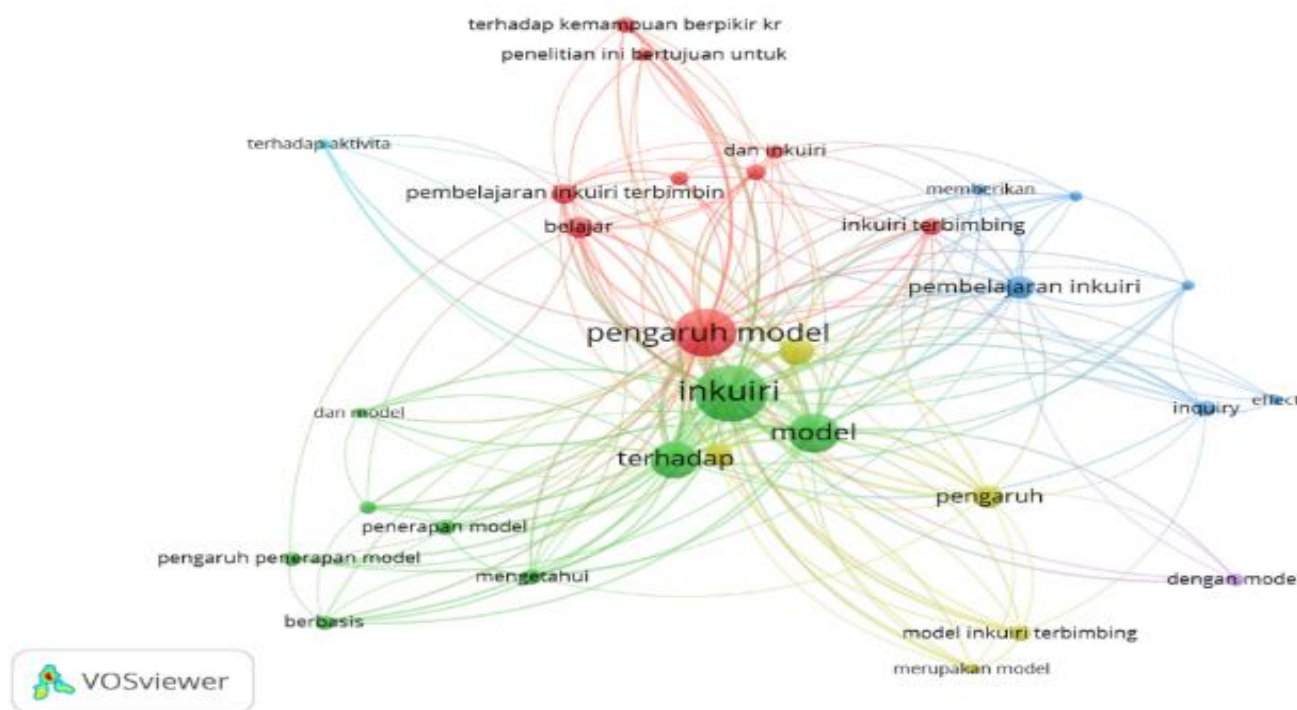 terhadap kemampuan berpikir kr
penelitian ini bertujuan untuk
terhadap aktivita
dan inkuiri
pembelajaran inkuiri terbimbin
memberikan
belajar
inkuiri terbimbing
pembelajaran inkuiri
pengaruh model
inkuiri
dan model
effect
inquiry
model
terhadap
pengaruh
penerapan model
pengaruh penerapan model
mengetahui
dengan model
berbasis
model inkuiri terbimbing
merupakan model
VOSviewer